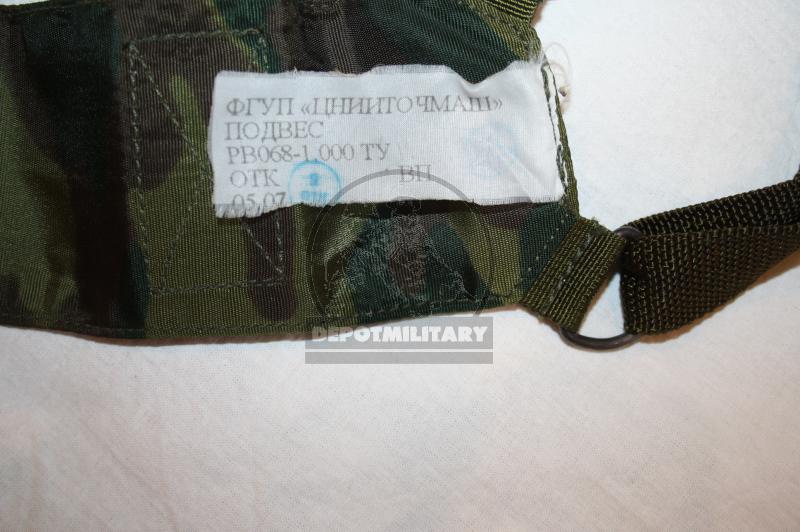 ФГУП «ЦНИИТОЧМАШ»
ПОДВЕС
РВ068-1.000 ТУ
ОТК ВП
05.07
DEPOTMILITARY